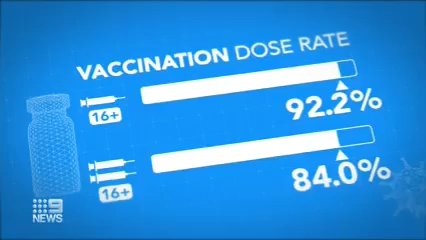 VACCINATION DOSE RATE
16+
92.2%
16+
84.0%
9
NEWS